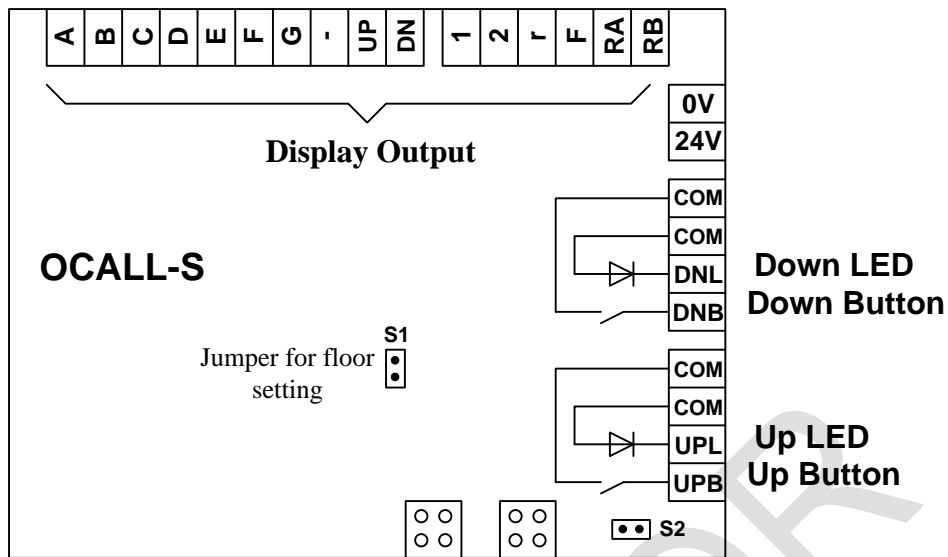 A B C D E F G - UP DN 1 2 r F RA RB
Display Output
0V
24V
COM
COM
DNL
DNB
Down LED
Down Button
OCALL-S
S1
Jumper for floor
setting
COM
COM
UPL
UPB
Up LED
Up Button
S2